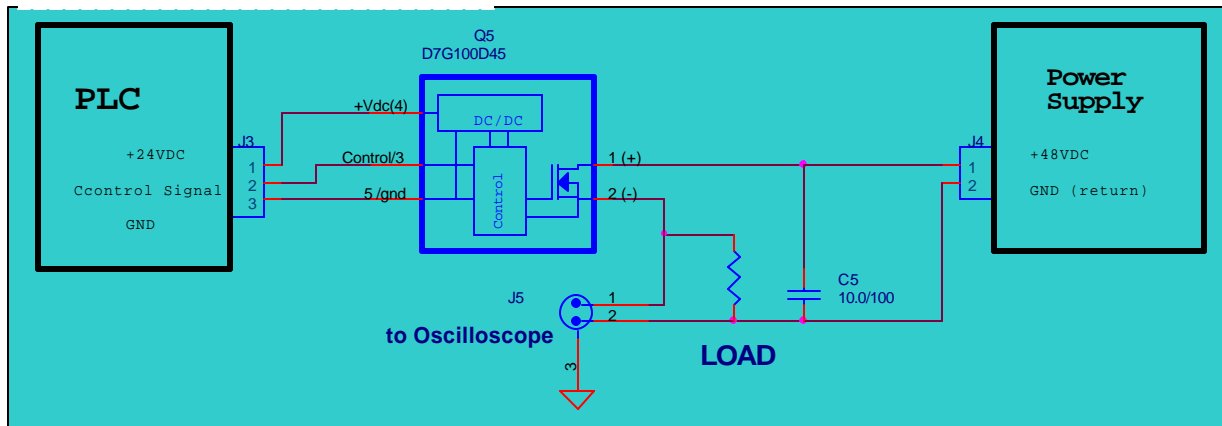 Q5
D7G100D45
PLC
+24VDC
Ccontrol Signal
GND
J3
1
2
3
+Vdc(4)
Control/3
5 /gnd
DC/DC
Control
1 (+)
2 (-)
J4
1
2
Power
Supply
+48VDC
GND (return)
C5
10.0/100
J5
1
2
3
to Oscilloscope
LOAD